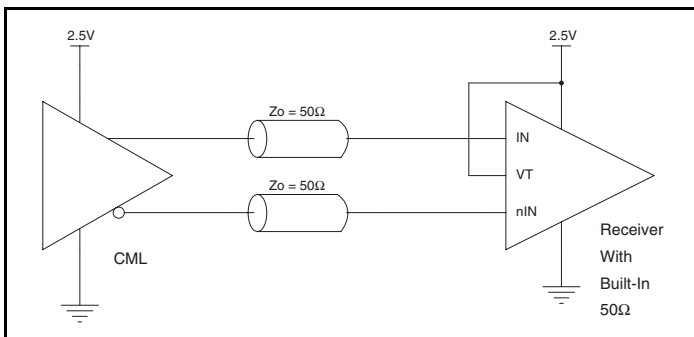 2.5V
2.5V
Zo = 50Ω
IN
VT
Zo = 50Ω
nIN
CML
Receiver
With
Built-In
50Ω